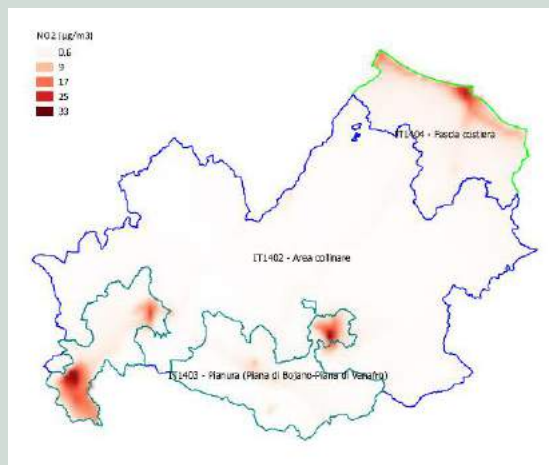 NO2 (µg/m3)
0.6
9
17
25
33
IT1404 - Fascia costiera
IT1402 - Area collinare
IT1403 - Pianura (Piana di Bojano-Piana di Venafro)